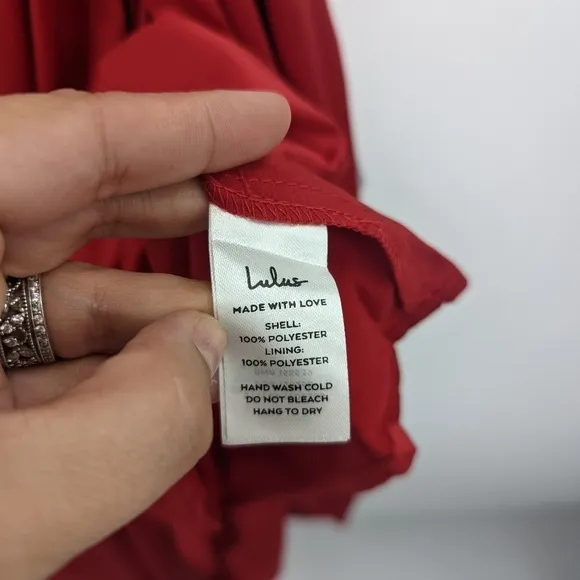 Lulus
MADE WITH LOVE
SHELL:
100% POLYESTER
LINING:
100% POLYESTER
HAND WASH COLD
DO NOT BLEACH
HANG TO DRY